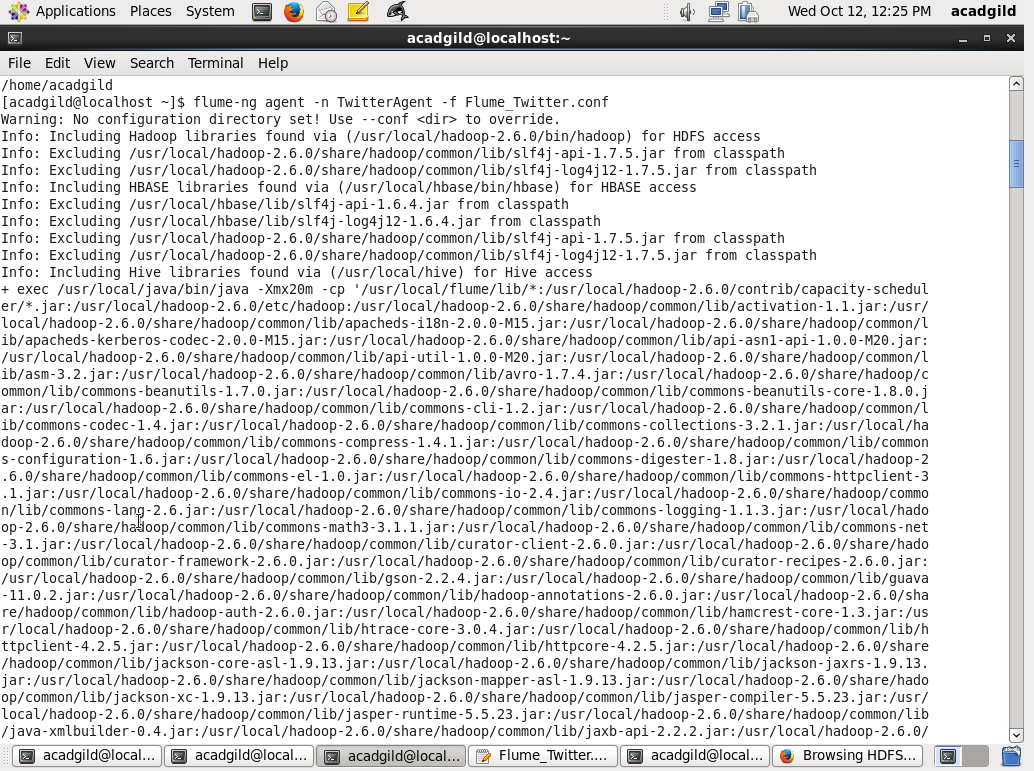 Applications Places System Wed Oct 12, 12:25 PM acadgild
acadgild@localhost:~
File Edit View Search Terminal Help
/home/acadgild
[acadgild@localhost ~]$ flume-ng agent -n TwitterAgent -f Flume_Twitter.conf
Warning: No configuration directory set! Use --conf <dir> to override.
Info: Including Hadoop libraries found via (/usr/local/hadoop-2.6.0/bin/hadoop) for HDFS access
Info: Excluding /usr/local/hadoop-2.6.0/share/hadoop/common/lib/slf4j-api-1.7.5.jar from classpath
Info: Excluding /usr/local/hadoop-2.6.0/share/hadoop/common/lib/slf4j-log4j12-1.7.5.jar from classpath
Info: Including HBASE libraries found via (/usr/local/hbase/bin/hbase) for HBASE access
Info: Excluding /usr/local/hbase/lib/slf4j-api-1.6.4.jar from classpath
Info: Excluding /usr/local/hbase/lib/slf4j-log4j12-1.6.4.jar from classpath
Info: Excluding /usr/local/hadoop-2.6.0/share/hadoop/common/lib/slf4j-api-1.7.5.jar from classpath
Info: Excluding /usr/local/hadoop-2.6.0/share/hadoop/common/lib/slf4j-log4j12-1.7.5.jar from classpath
Info: Including Hive libraries found via (/usr/local/hive) for Hive access
+ exec /usr/local/java/bin/java -Xmx20m -cp '/usr/local/flume/lib/*:/usr/local/hadoop-2.6.0/contrib/capacity-schedul
er/*.jar:/usr/local/hadoop-2.6.0/etc/hadoop:/usr/local/hadoop-2.6.0/share/hadoop/common/lib/activation-1.1.jar:/usr/
local/hadoop-2.6.0/share/hadoop/common/lib/apacheds-i18n-2.0.0-M15.jar:/usr/local/hadoop-2.6.0/share/hadoop/common/l
ib/apacheds-kerberos-codec-2.0.0-M15.jar:/usr/local/hadoop-2.6.0/share/hadoop/common/lib/api-asn1-api-1.0.0-M20.jar:
/usr/local/hadoop-2.6.0/share/hadoop/common/lib/api-util-1.0.0-M20.jar:/usr/local/hadoop-2.6.0/share/hadoop/common/l
ib/asm-3.2.jar:/usr/local/hadoop-2.6.0/share/hadoop/common/lib/avro-1.7.4.jar:/usr/local/hadoop-2.6.0/share/hadoop/c
ommon/lib/commons-beanutils-1.7.0.jar:/usr/local/hadoop-2.6.0/share/hadoop/common/lib/commons-beanutils-core-1.8.0.j
ar:/usr/local/hadoop-2.6.0/share/hadoop/common/lib/commons-cli-1.2.jar:/usr/local/hadoop-2.6.0/share/hadoop/common/l
ib/commons-codec-1.4.jar:/usr/local/hadoop-2.6.0/share/hadoop/common/lib/commons-collections-3.2.1.jar:/usr/local/ha
doop-2.6.0/share/hadoop/common/lib/commons-compress-1.4.1.jar:/usr/local/hadoop-2.6.0/share/hadoop/common/lib/common
s-configuration-1.6.jar:/usr/local/hadoop-2.6.0/share/hadoop/common/lib/commons-digester-1.8.jar:/usr/local/hadoop-2
.6.0/share/hadoop/common/lib/commons-el-1.0.jar:/usr/local/hadoop-2.6.0/share/hadoop/common/lib/commons-httpclient-3
.1.jar:/usr/local/hadoop-2.6.0/share/hadoop/common/lib/commons-io-2.4.jar:/usr/local/hadoop-2.6.0/share/hadoop/commo
n/lib/commons-lang-2.6.jar:/usr/local/hadoop-2.6.0/share/hadoop/common/lib/commons-logging-1.1.3.jar:/usr/local/hado
op-2.6.0/share/hadoop/common/lib/commons-math3-3.1.1.jar:/usr/local/hadoop-2.6.0/share/hadoop/common/lib/commons-net
-3.1.jar:/usr/local/hadoop-2.6.0/share/hadoop/common/lib/curator-client-2.6.0.jar:/usr/local/hadoop-2.6.0/share/hado
op/common/lib/curator-framework-2.6.0.jar:/usr/local/hadoop-2.6.0/share/hadoop/common/lib/curator-recipes-2.6.0.jar:
/usr/local/hadoop-2.6.0/share/hadoop/common/lib/gson-2.2.4.jar:/usr/local/hadoop-2.6.0/share/hadoop/common/lib/guava
-11.0.2.jar:/usr/local/hadoop-2.6.0/share/hadoop/common/lib/hadoop-annotations-2.6.0.jar:/usr/local/hadoop-2.6.0/sha
re/hadoop/common/lib/hadoop-auth-2.6.0.jar:/usr/local/hadoop-2.6.0/share/hadoop/common/lib/hamcrest-core-1.3.jar:/us
r/local/hadoop-2.6.0/share/hadoop/common/lib/htrace-core-3.0.4.jar:/usr/local/hadoop-2.6.0/share/hadoop/common/lib/h
ttpclient-4.2.5.jar:/usr/local/hadoop-2.6.0/share/hadoop/common/lib/httpcore-4.2.5.jar:/usr/local/hadoop-2.6.0/share
/hadoop/common/lib/jackson-core-asl-1.9.13.jar:/usr/local/hadoop-2.6.0/share/hadoop/common/lib/jackson-jaxrs-1.9.13.
jar:/usr/local/hadoop-2.6.0/share/hadoop/common/lib/jackson-mapper-asl-1.9.13.jar:/usr/local/hadoop-2.6.0/share/hado
op/common/lib/jackson-xc-1.9.13.jar:/usr/local/hadoop-2.6.0/share/hadoop/common/lib/jasper-compiler-5.5.23.jar:/usr/
local/hadoop-2.6.0/share/hadoop/common/lib/jasper-runtime-5.5.23.jar:/usr/local/hadoop-2.6.0/share/hadoop/common/lib
/java-xmlbuilder-0.4.jar:/usr/local/hadoop-2.6.0/share/hadoop/common/lib/jaxb-api-2.2.2.jar:/usr/local/hadoop-2.6.0/
acadgild@local... acadgild@local... acadgild@local... Flume_Twitter.... acadgild@local... Browsing HDFS...